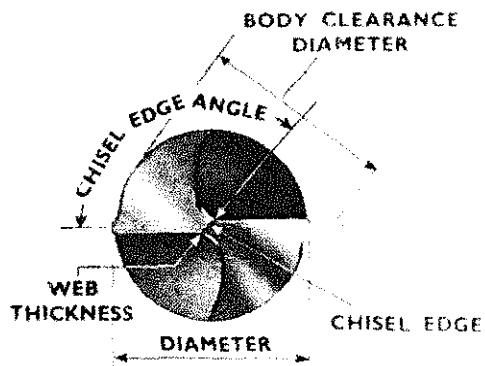 BODY CLEARANCE
DIAMETER
CHISEL EDGE ANGLE
WEB
THICKNESS
CHISEL EDGE
DIAMETER